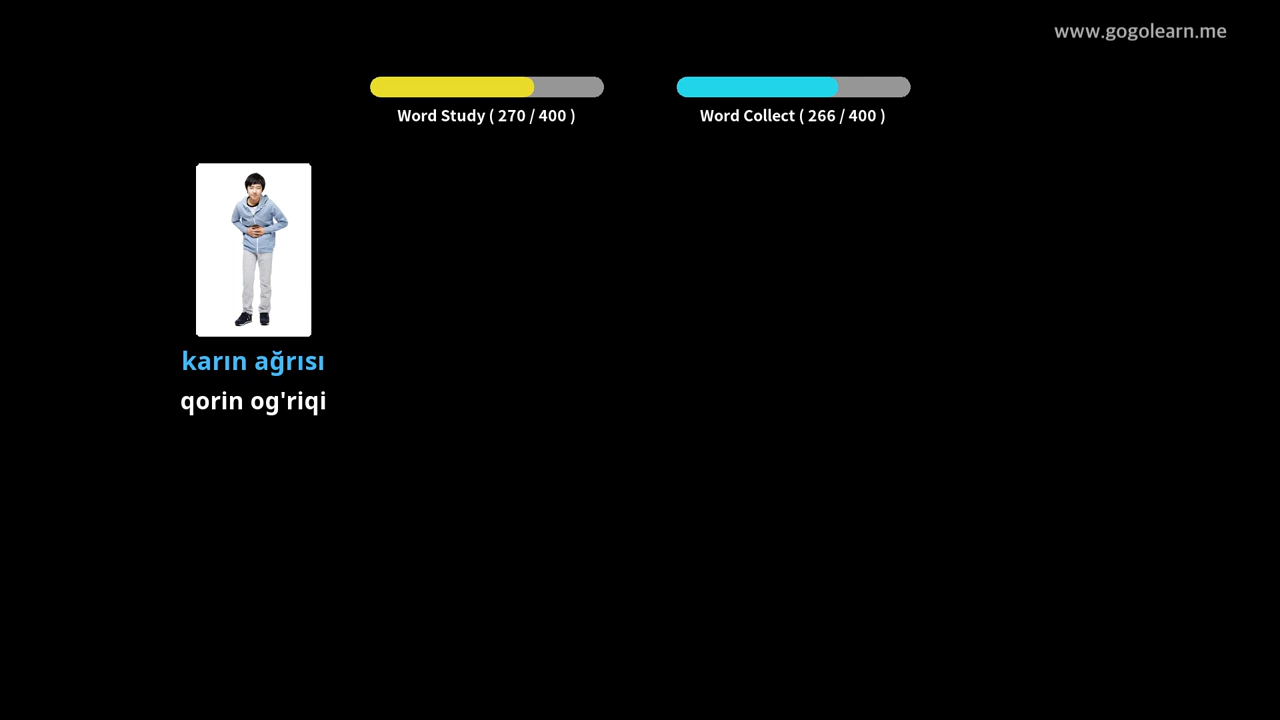 www.gogolearn.me
Word Study ( 270 / 400 )
Word Collect ( 266 / 400 )
karın ağrısı
qorin og'riqi